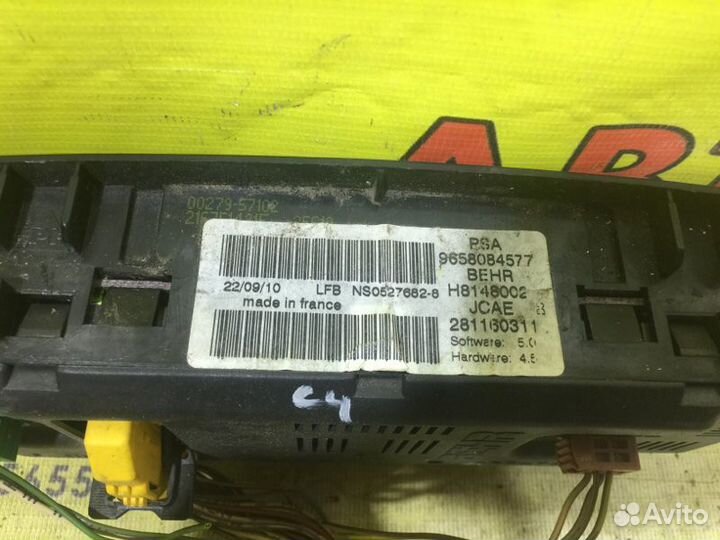 00279-57102
PSA
9658084577
BEHR
22/09/10 LFB NS0527682-8 H8148002
made in france JCAE
281160311
Software: 5.0
Hardware: 4.5
C4
5655
Avito